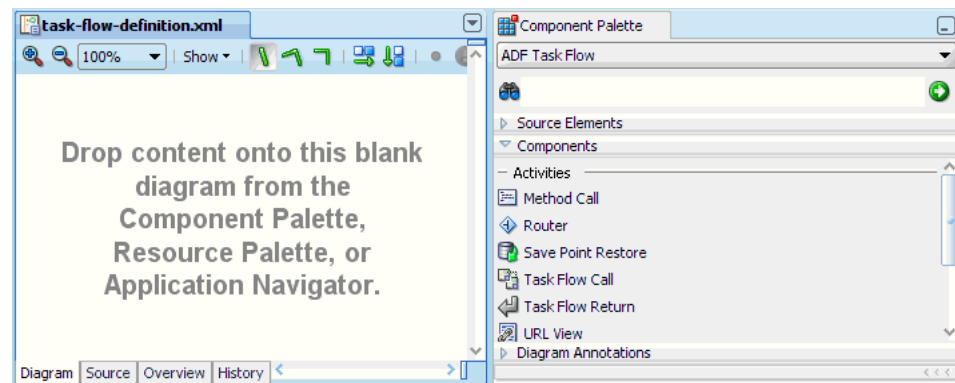 task-flow-definition.xml
100%
Show
Drop content onto this blank
diagram from the
Component Palette,
Resource Palette, or
Application Navigator.
Diagram Source Overview History
Component Palette
ADF Task Flow
Source Elements
Components
Activities
Method Call
Router
Save Point Restore
Task Flow Call
Task Flow Return
URL View
Diagram Annotations